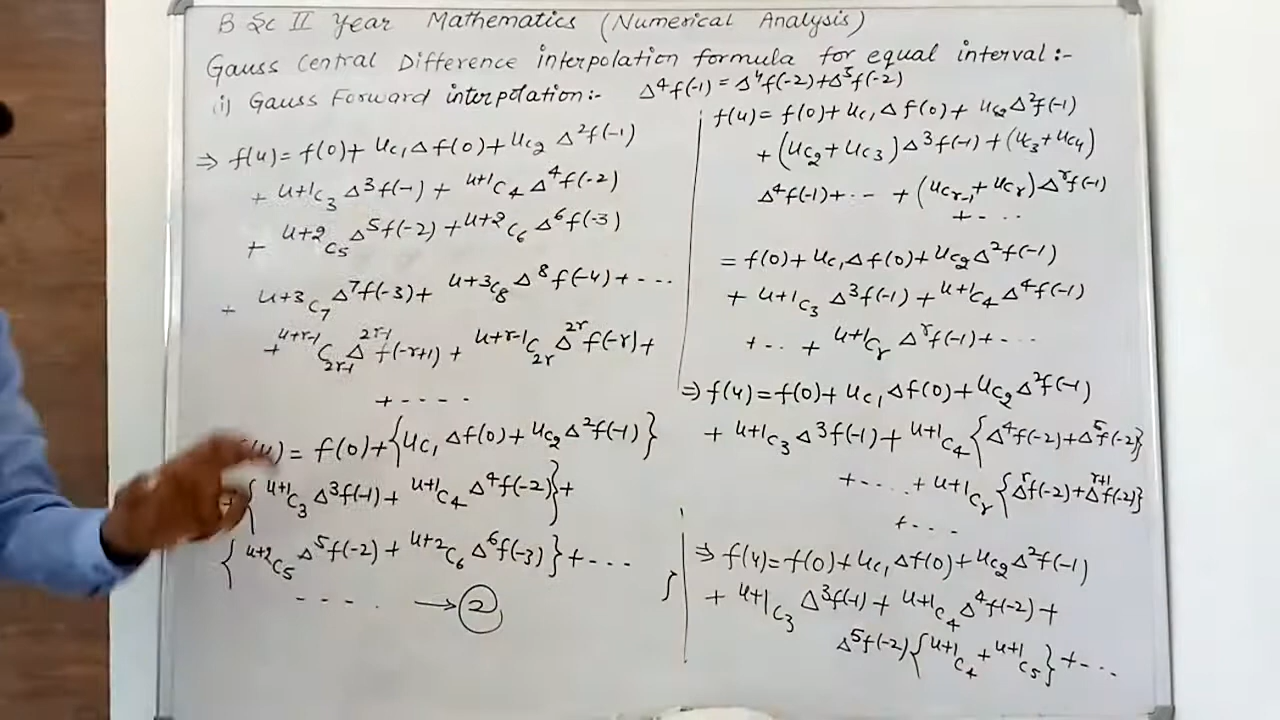 B Sc II Year Mathematics (Numerical Analysis)
Gauss Central Difference interpolation formula for equal interval:-
(i) Gauss Forward interpolation:- Δ⁴f(-1) = Δ⁴f(-2)+Δ⁵f(-2)
⇒ f(u) = f(0) + uc₁ Δf(0) + uc₂ Δ²f(-1)
+ u+1c₃ Δ³f(-1) + u+1c₄ Δ⁴f(-2)
+ u+2c₅ Δ⁵f(-2) + u+2c₆ Δ⁶f(-3)
+ u+3c₇ Δ⁷f(-3) + u+3c₈ Δ⁸f(-4) + ....
+ u+r-1c₂ᵣ₋₁ Δ²ʳ⁻¹f(-r+1) + u+r-1c₂ᵣ Δ²ʳf(-r) +
+ ....
f(u) = f(0) + {uc₁ Δf(0) + uc₂ Δ²f(-1)}
+ {u+1c₃ Δ³f(-1) + u+1c₄ Δ⁴f(-2)} +
{u+2c₅ Δ⁵f(-2) + u+2c₆ Δ⁶f(-3)} + ....
.... → ②
f(u) = f(0) + uc₁ Δf(0) + uc₂ Δ²f(-1)
+ (uc₂ + uc₃) Δ³f(-1) + (uc₃ + uc₄)
Δ⁴f(-1) + .... + (ucᵣ₋₁ + ucᵣ) Δʳf(-1)
+ ....
= f(0) + uc₁ Δf(0) + uc₂ Δ²f(-1)
+ u+1c₃ Δ³f(-1) + u+1c₄ Δ⁴f(-1)
+ ... + u+1cᵣ Δʳf(-1) + ....
⇒ f(u) = f(0) + uc₁ Δf(0) + uc₂ Δ²f(-1)
+ u+1c₃ Δ³f(-1) + u+1c₄ {Δ⁴f(-2) + Δ⁵f(-2)}
+ .... + u+1cᵣ {Δʳf(-2) + Δʳ⁺¹f(-2)}
+ ....
⇒ f(u) = f(0) + uc₁ Δf(0) + uc₂ Δ²f(-1)
+ u+1c₃ Δ³f(-1) + u+1c₄ Δ⁴f(-2) +
Δ⁵f(-2) {u+1c₄ + u+1c₅} + ....